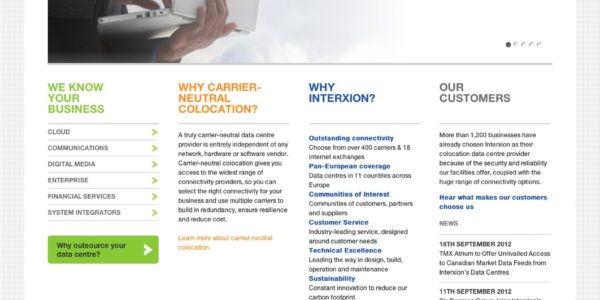 WE KNOW
YOUR
BUSINESS
CLOUD
COMMUNICATIONS
DIGITAL MEDIA
ENTERPRISE
FINANCIAL SERVICES
SYSTEM INTEGRATORS
Why outsource your
data centre?
WHY CARRIER-
NEUTRAL
COLOCATION?
A truly carrier-neutral data centre
provider is entirely independent of any
network, hardware or software vendor.
Carrier-neutral colocation gives you
access to the widest range of
connectivity providers, so you can
select the right connectivity for your
business and use multiple carriers to
build in redundancy, ensure resilience
and reduce cost.
Learn more about carrier-neutral
colocation.
WHY
INTERXION?
Outstanding connectivity
Choose from over 400 carriers & 18
internet exchanges
Pan-European coverage
Data centres in 11 countries across
Europe
Communities of Interest
Communities of customers, partners
and suppliers
Customer Service
Industry-leading service, designed
around customer needs
Technical Excellence
Leading the way in design, build,
operation and maintenance
Sustainability
Constant innovation to reduce our
carbon footprint
OUR
CUSTOMERS
More than 1,200 businesses have
already chosen Interxion as their
colocation data centre provider
because of the security and reliability
our facilities offer, coupled with the
huge range of connectivity options.
Hear what makes our customers
choose us
NEWS
18TH SEPTEMBER 2012
TMX Atrium to Offer Unrivalled Access
to Canadian Market Data Feeds from
Interxion's Data Centres
11TH SEPTEMBER 2012